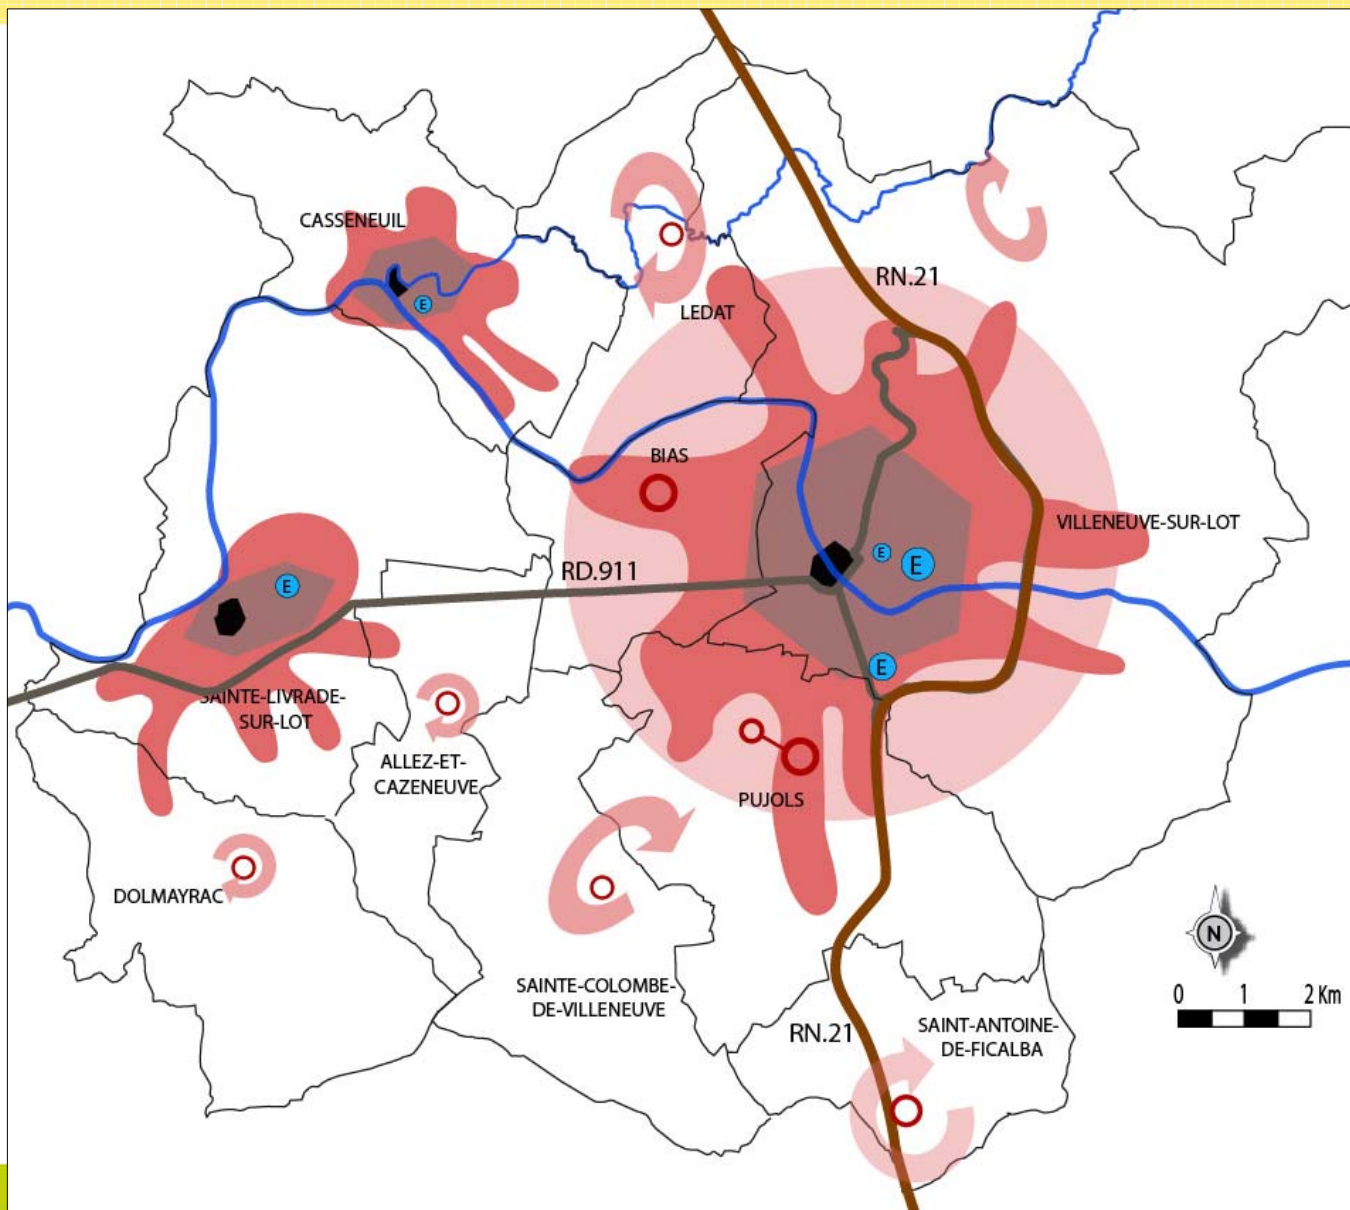 CASSENEUIL
RN.21
LEDAT
BIAS
VILLENEUVE-SUR-LOT
RD.911
E
E
E
E
E
SAINTE-LIVRADE-
SUR-LOT
ALLEZ-ET-
CAZENEUVE
PUJOLS
DOLMAYRAC
SAINTE-COLOMBE-
DE-VILLENEUVE
RN.21
SAINT-ANTOINE-
DE-FICALBA
N
0 1 2 Km